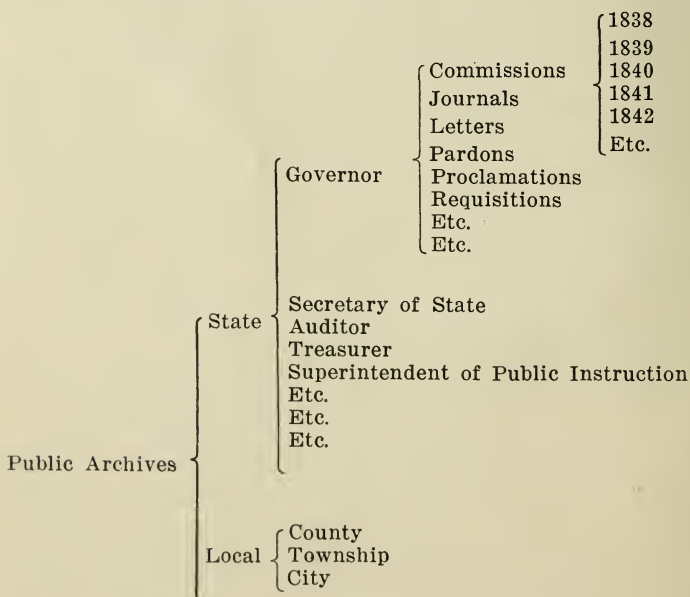 1838
1839
Commissions 1840
Journals 1841
Letters 1842
Pardons Etc.
Governor Proclamations
Requisitions
Etc.
Etc.
Secretary of State
State Auditor
Treasurer
Superintendent of Public Instruction
Etc.
Etc.
Etc.
Public Archives
County
Local Township
City